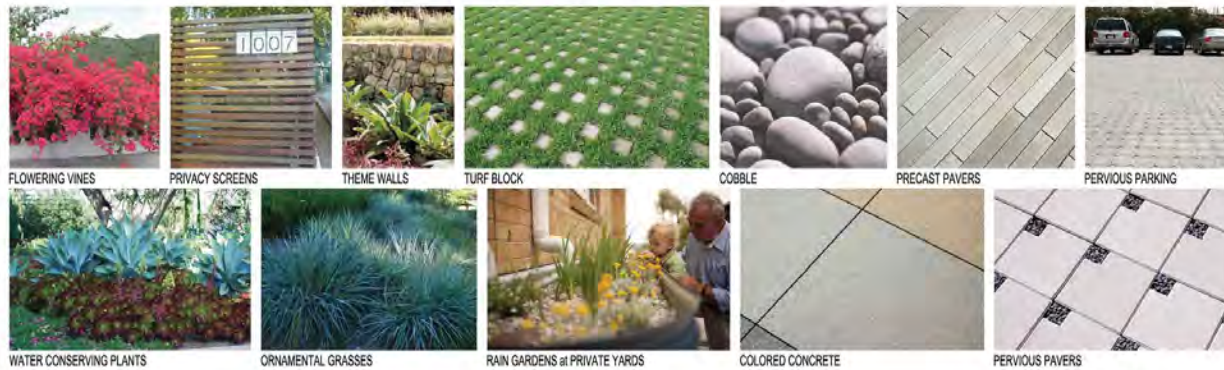 1007
FLOWERING VINES
PRIVACY SCREENS
THEME WALLS
TURF BLOCK
COBBLE
PRECAST PAVERS
PERVIOUS PARKING
WATER CONSERVING PLANTS
ORNAMENTAL GRASSES
RAIN GARDENS at PRIVATE YARDS
COLORED CONCRETE
PERVIOUS PAVERS